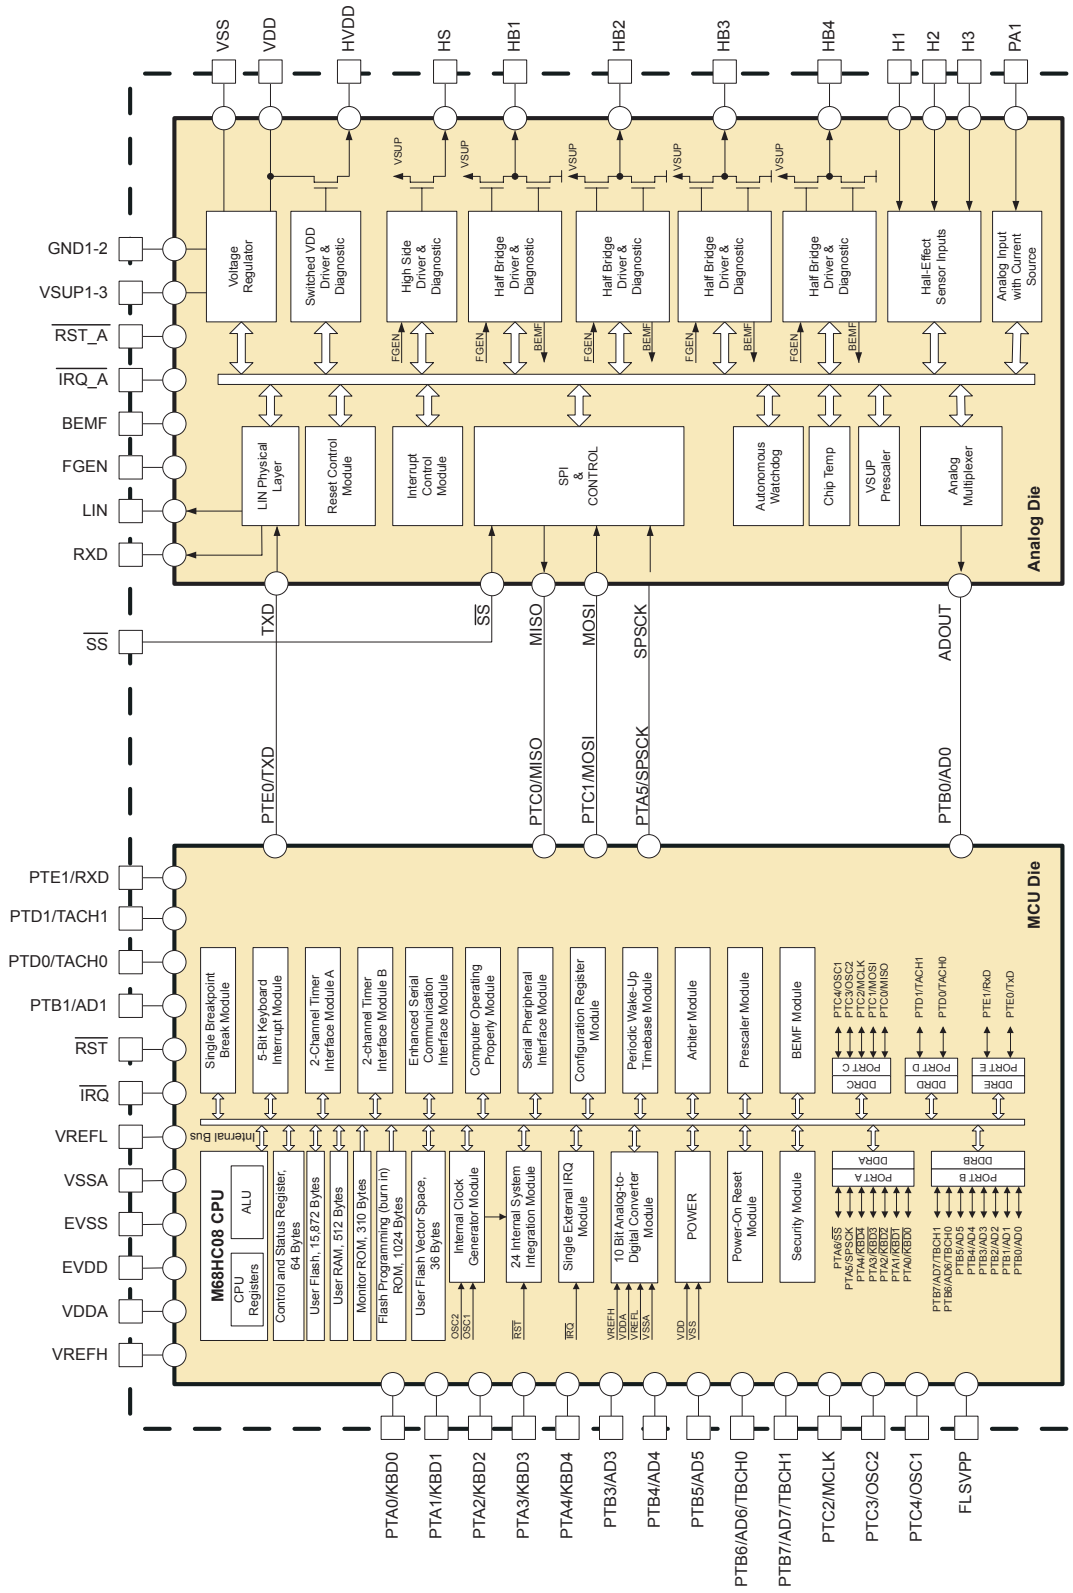 VSS
VDD
HVDD
HS
HB1
HB2
HB3
HB4
H1
H2
H3
PA1
GND1-2
VSUP1-3
RST_A
IRQ_A
BEMF
FGEN
LIN
RXD
SS
Voltage
Regulator
Switched VDD
Driver &
Diagnostic
High Side
Driver &
Diagnostic
Half Bridge
Driver &
Diagnostic
Half Bridge
Driver &
Diagnostic
Half Bridge
Driver &
Diagnostic
Half Bridge
Driver &
Diagnostic
Hall-Effect
Sensor Inputs
Analog Input
with Current
Source
VSUP
VSUP
VSUP
VSUP
VSUP
FGEN
FGEN
BEMF
FGEN
BEMF
FGEN
BEMF
FGEN
BEMF
LIN Physical
Layer
Reset Control
Module
Interrupt
Control
Module
SPI
&
CONTROL
Autonomous
Watchdog
Chip Temp
VSUP
Prescaler
Analog
Multiplexer
Analog Die
TXD
SS
MISO
MOSI
SPSCK
ADOUT
PTE0/TXD
PTC0/MISO
PTC1/MOSI
PTA5/SPSCK
PTB0/AD0
MCU Die
PTE1/RXD
PTD1/TACH1
PTD0/TACH0
PTB1/AD1
RST
IRQ
VREFL
VSSA
EVSS
EVDD
VDDA
VREFH
Single Breakpoint
Break Module
5-Bit Keyboard
Interrupt Module
2-Channel Timer
Interface Module A
2-channel Timer
Interface Module B
Enhanced Serial
Communication
Interface Module
Computer Operating
Properly Module
Serial Pheripheral
Interface Module
Configuration Register
Module
Periodic Wake-Up
Timebase Module
Arbiter Module
Prescaler Module
BEMF Module
PTC4/OSC1
PTC3/OSC2
PTC2/MCLK
PTC1/MOSI
PTC0/MISO
PORT C
DDRC
PTD1/TACH1
PTD0/TACH0
PORT D
DDRD
PTE1/RxD
PTE0/TxD
PORT E
DDRE
Internal Bus
M68HC08 CPU
CPU
Registers
ALU
Control and Status Register,
64 Bytes
User Flash, 15,872 Bytes
User RAM, 512 Bytes
Monitor ROM, 310 Bytes
Flash Programming (burn in)
ROM, 1024 Bytes
User Flash Vector Space,
36 Bytes
Internal Clock
Generator Module
24 Internal System
Integration Module
Single External IRQ
Module
10 Bit Analog-to-
Digital Converter
Module
POWER
Power-On Reset
Module
Security Module
OSC2
OSC1
RST
IRQ
VREFH
VDDA
VREFL
VSSA
VDD
VSS
DDRA
PORT A
PTA6/SS
PTA5/SPSCK
PTA4/KBD4
PTA3/KBD3
PTA2/KBD2
PTA1/KBD1
PTA0/KBD0
DDRB
PORT B
PTB7/AD7/TBCH1
PTB6/AD6/TBCH0
PTB5/AD5
PTB4/AD4
PTB3/AD3
PTB2/AD2
PTB1/AD1
PTB0/AD0
PTA0/KBD0
PTA1/KBD1
PTA2/KBD2
PTA3/KBD3
PTA4/KBD4
PTB3/AD3
PTB4/AD4
PTB5/AD5
PTB6/AD6/TBCH0
PTB7/AD7/TBCH1
PTC2/MCLK
PTC3/OSC2
PTC4/OSC1
FLSVPP